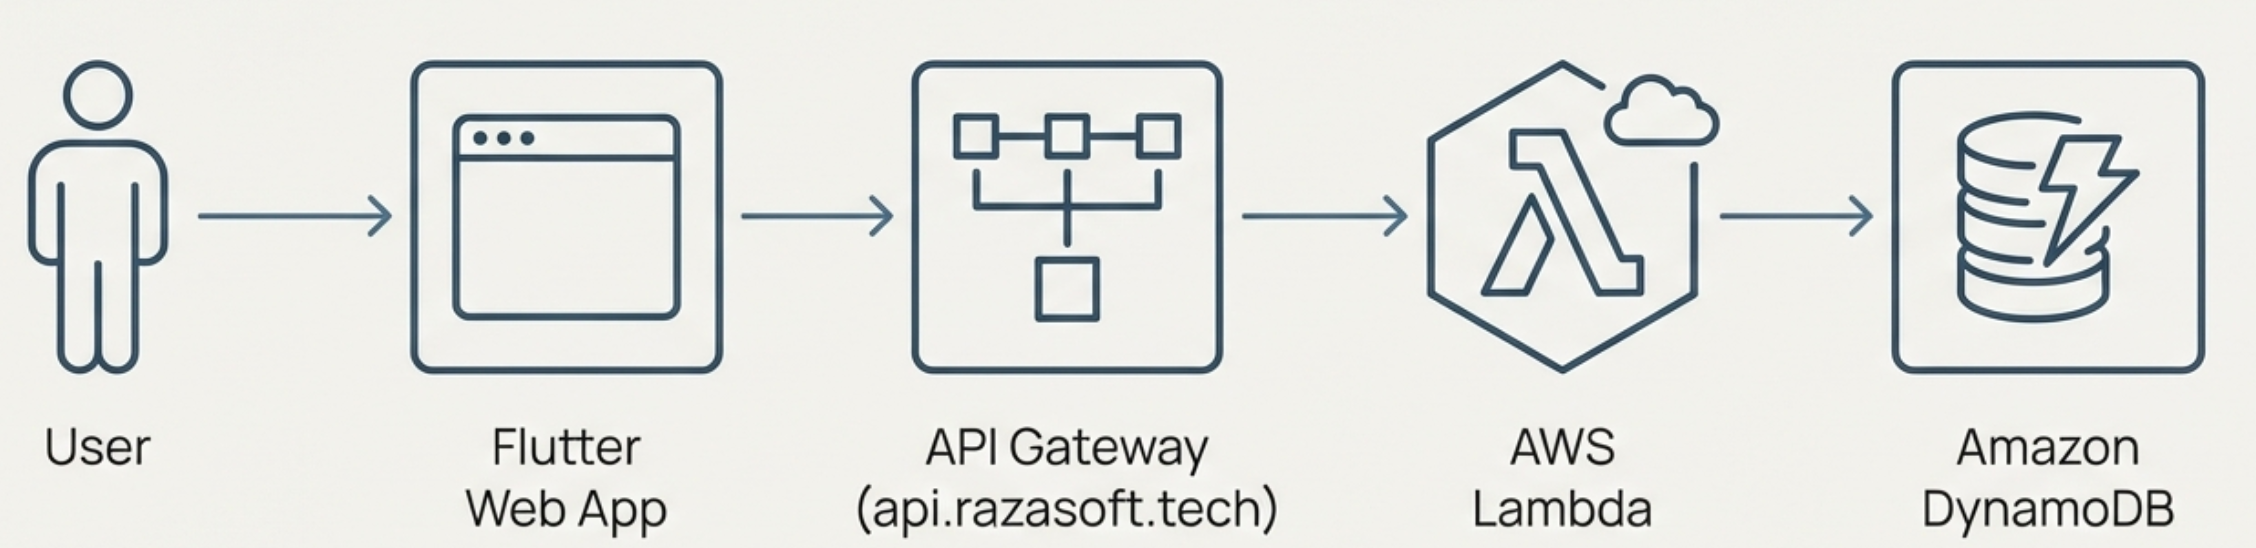 User
Flutter
Web App
API Gateway
(api.razasoft.tech)
AWS
Lambda
Amazon
DynamoDB